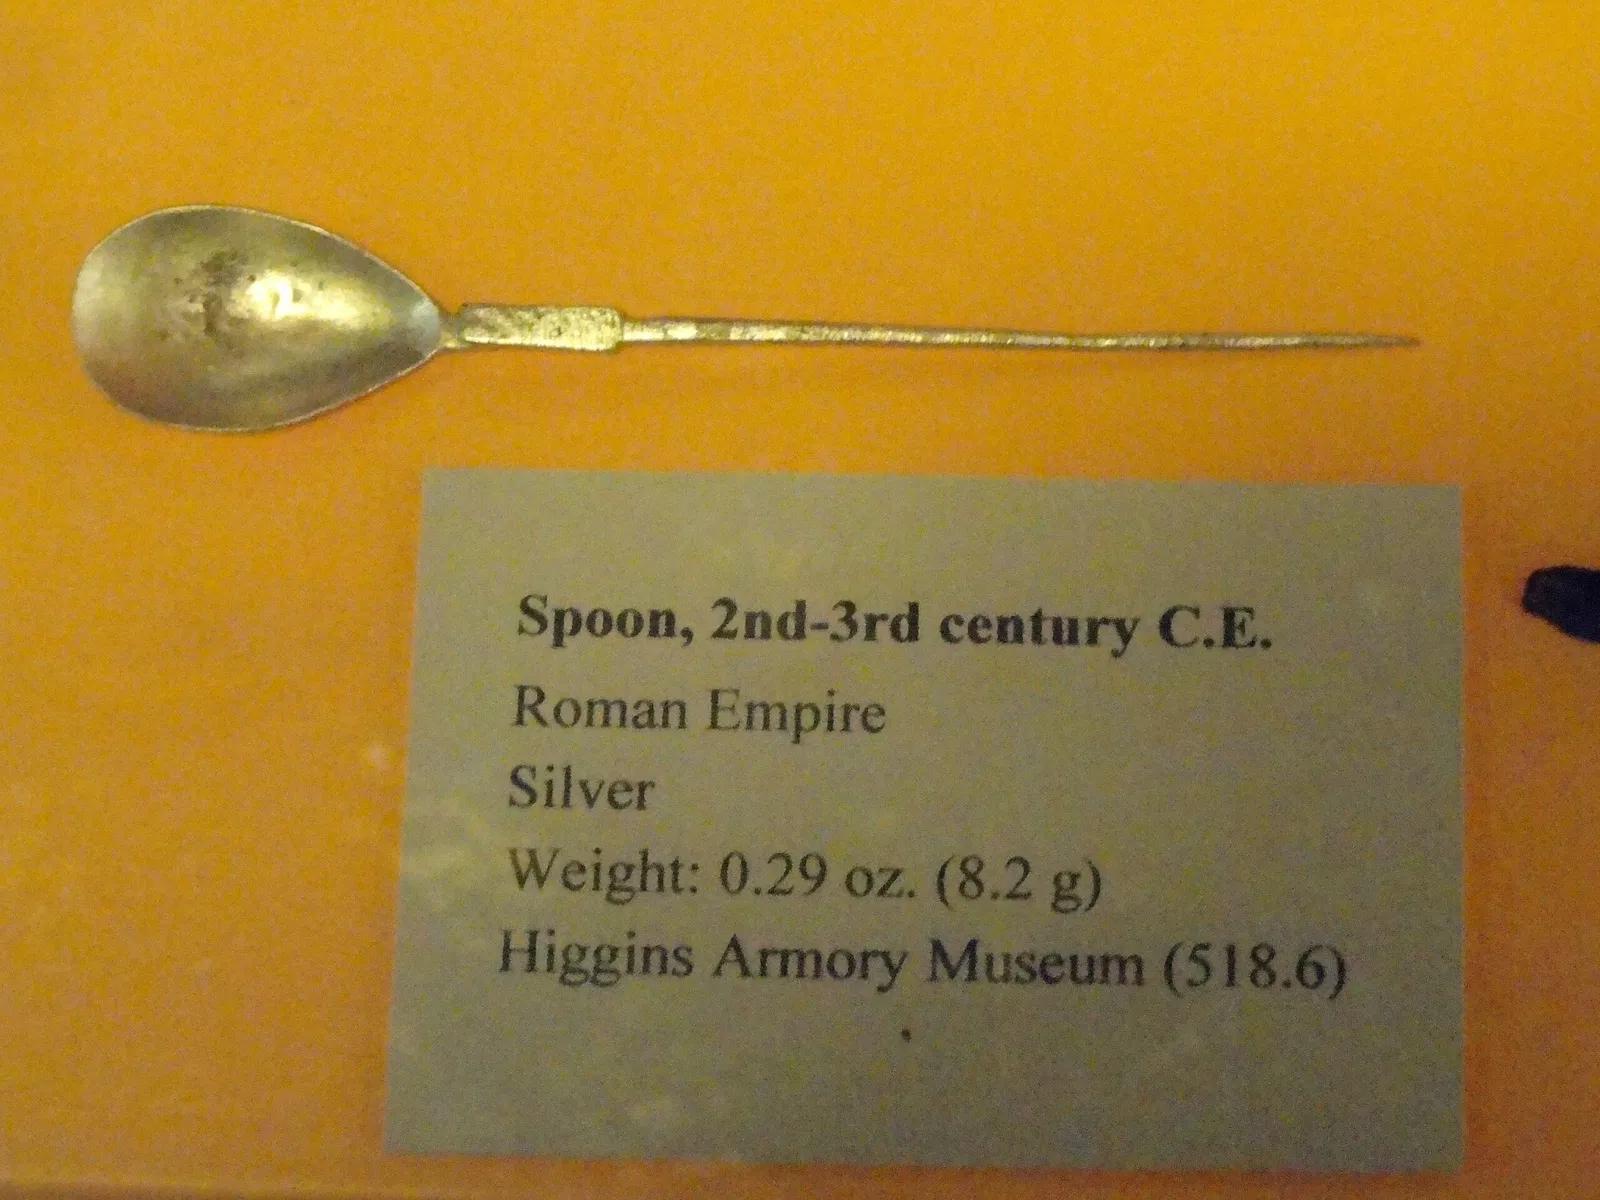 Spoon, 2nd-3rd century C.E.
Roman Empire
Silver
Weight: 0.29 oz. (8.2 g)
Higgins Armory Museum (518.6)